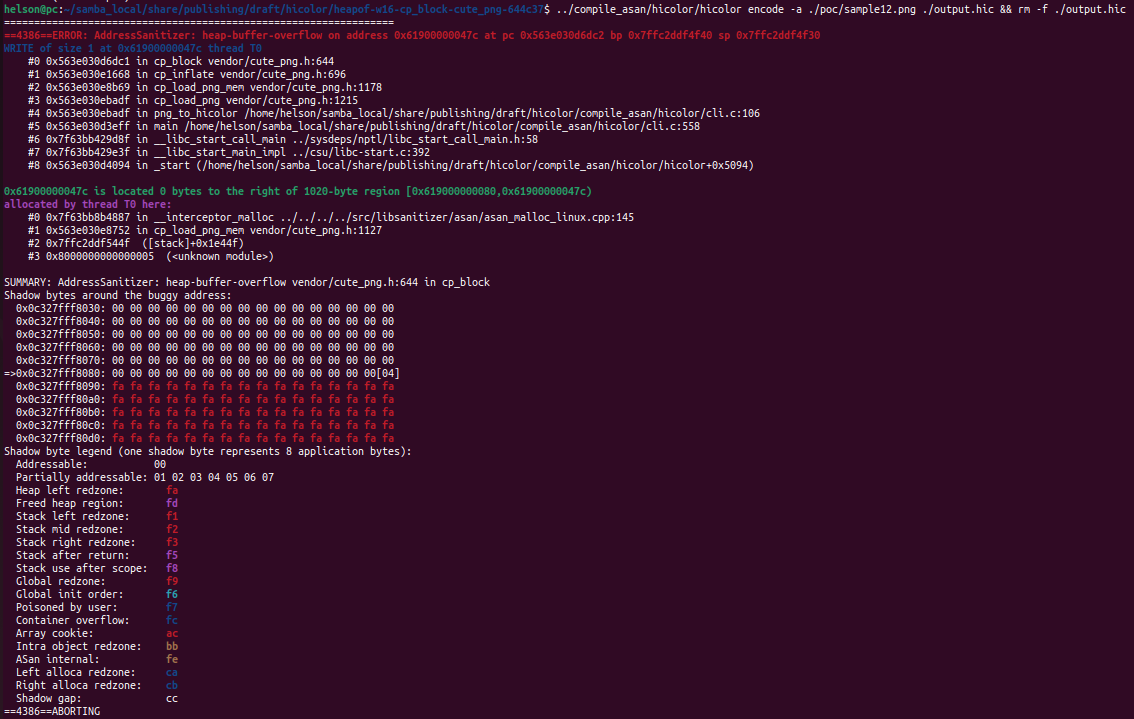 helson@pc:~/samba_local/share/publishing/draft/hicolor/heapof-w16-cp_block-cute_png-644c37$ ../compile_asan/hicolor/hicolor encode -a ./poc/sample12.png ./output.hic && rm -f ./output.hic
=================================================================
==4386==ERROR: AddressSanitizer: heap-buffer-overflow on address 0x61900000047c at pc 0x563e030d6dc2 bp 0x7ffc2ddf4f40 sp 0x7ffc2ddf4f30
WRITE of size 1 at 0x61900000047c thread T0
#0 0x563e030d6dc1 in cp_block vendor/cute_png.h:644
#1 0x563e030e1668 in cp_inflate vendor/cute_png.h:696
#2 0x563e030e8b69 in cp_load_png_mem vendor/cute_png.h:1178
#3 0x563e030ebadf in cp_load_png vendor/cute_png.h:1215
#4 0x563e030ebadf in png_to_hicolor /home/helson/samba_local/share/publishing/draft/hicolor/compile_asan/hicolor/cli.c:106
#5 0x563e030d3eff in main /home/helson/samba_local/share/publishing/draft/hicolor/compile_asan/hicolor/cli.c:558
#6 0x7f63bb429d8f in __libc_start_call_main ../sysdeps/nptl/libc_start_call_main.h:58
#7 0x7f63bb429e3f in __libc_start_main_impl ../csu/libc-start.c:392
#8 0x563e030d4094 in _start (/home/helson/samba_local/share/publishing/draft/hicolor/compile_asan/hicolor/hicolor+0x5094)
0x61900000047c is located 0 bytes to the right of 1020-byte region [0x619000000080,0x61900000047c)
allocated by thread T0 here:
#0 0x7f63bb8b4887 in __interceptor_malloc ../../../../src/libsanitizer/asan/asan_malloc_linux.cpp:145
#1 0x563e030e8752 in cp_load_png_mem vendor/cute_png.h:1127
#2 0x7ffc2ddf544f ([stack]+0x1e44f)
#3 0x8000000000000005 (<unknown module>)
SUMMARY: AddressSanitizer: heap-buffer-overflow vendor/cute_png.h:644 in cp_block
Shadow bytes around the buggy address:
0x0c327fff8030: 00 00 00 00 00 00 00 00 00 00 00 00 00 00 00 00
0x0c327fff8040: 00 00 00 00 00 00 00 00 00 00 00 00 00 00 00 00
0x0c327fff8050: 00 00 00 00 00 00 00 00 00 00 00 00 00 00 00 00
0x0c327fff8060: 00 00 00 00 00 00 00 00 00 00 00 00 00 00 00 00
0x0c327fff8070: 00 00 00 00 00 00 00 00 00 00 00 00 00 00 00 00
=>0x0c327fff8080: 00 00 00 00 00 00 00 00 00 00 00 00 00 00 00[04]
0x0c327fff8090: fa fa fa fa fa fa fa fa fa fa fa fa fa fa fa fa
0x0c327fff80a0: fa fa fa fa fa fa fa fa fa fa fa fa fa fa fa fa
0x0c327fff80b0: fa fa fa fa fa fa fa fa fa fa fa fa fa fa fa fa
0x0c327fff80c0: fa fa fa fa fa fa fa fa fa fa fa fa fa fa fa fa
0x0c327fff80d0: fa fa fa fa fa fa fa fa fa fa fa fa fa fa fa fa
Shadow byte legend (one shadow byte represents 8 application bytes):
Addressable: 00
Partially addressable: 01 02 03 04 05 06 07
Heap left redzone: fa
Freed heap region: fd
Stack left redzone: f1
Stack mid redzone: f2
Stack right redzone: f3
Stack after return: f5
Stack use after scope: f8
Global redzone: f9
Global init order: f6
Poisoned by user: f7
Container overflow: fc
Array cookie: ac
Intra object redzone: bb
ASan internal: fe
Left alloca redzone: ca
Right alloca redzone: cb
Shadow gap: cc
==4386==ABORTING